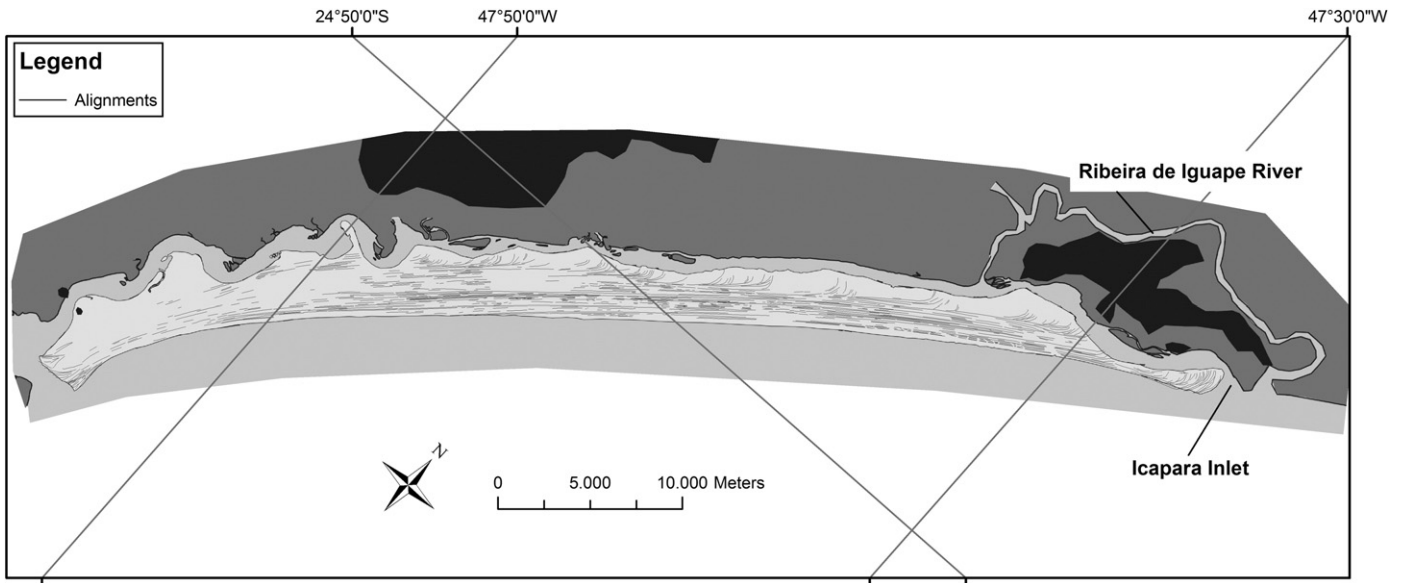 24°50'0"S
47°50'0"W
47°30'0"W
Legend
Alignments
Ribeira de Iguape River
Icapara Inlet
N
0 5.000 10.000 Meters